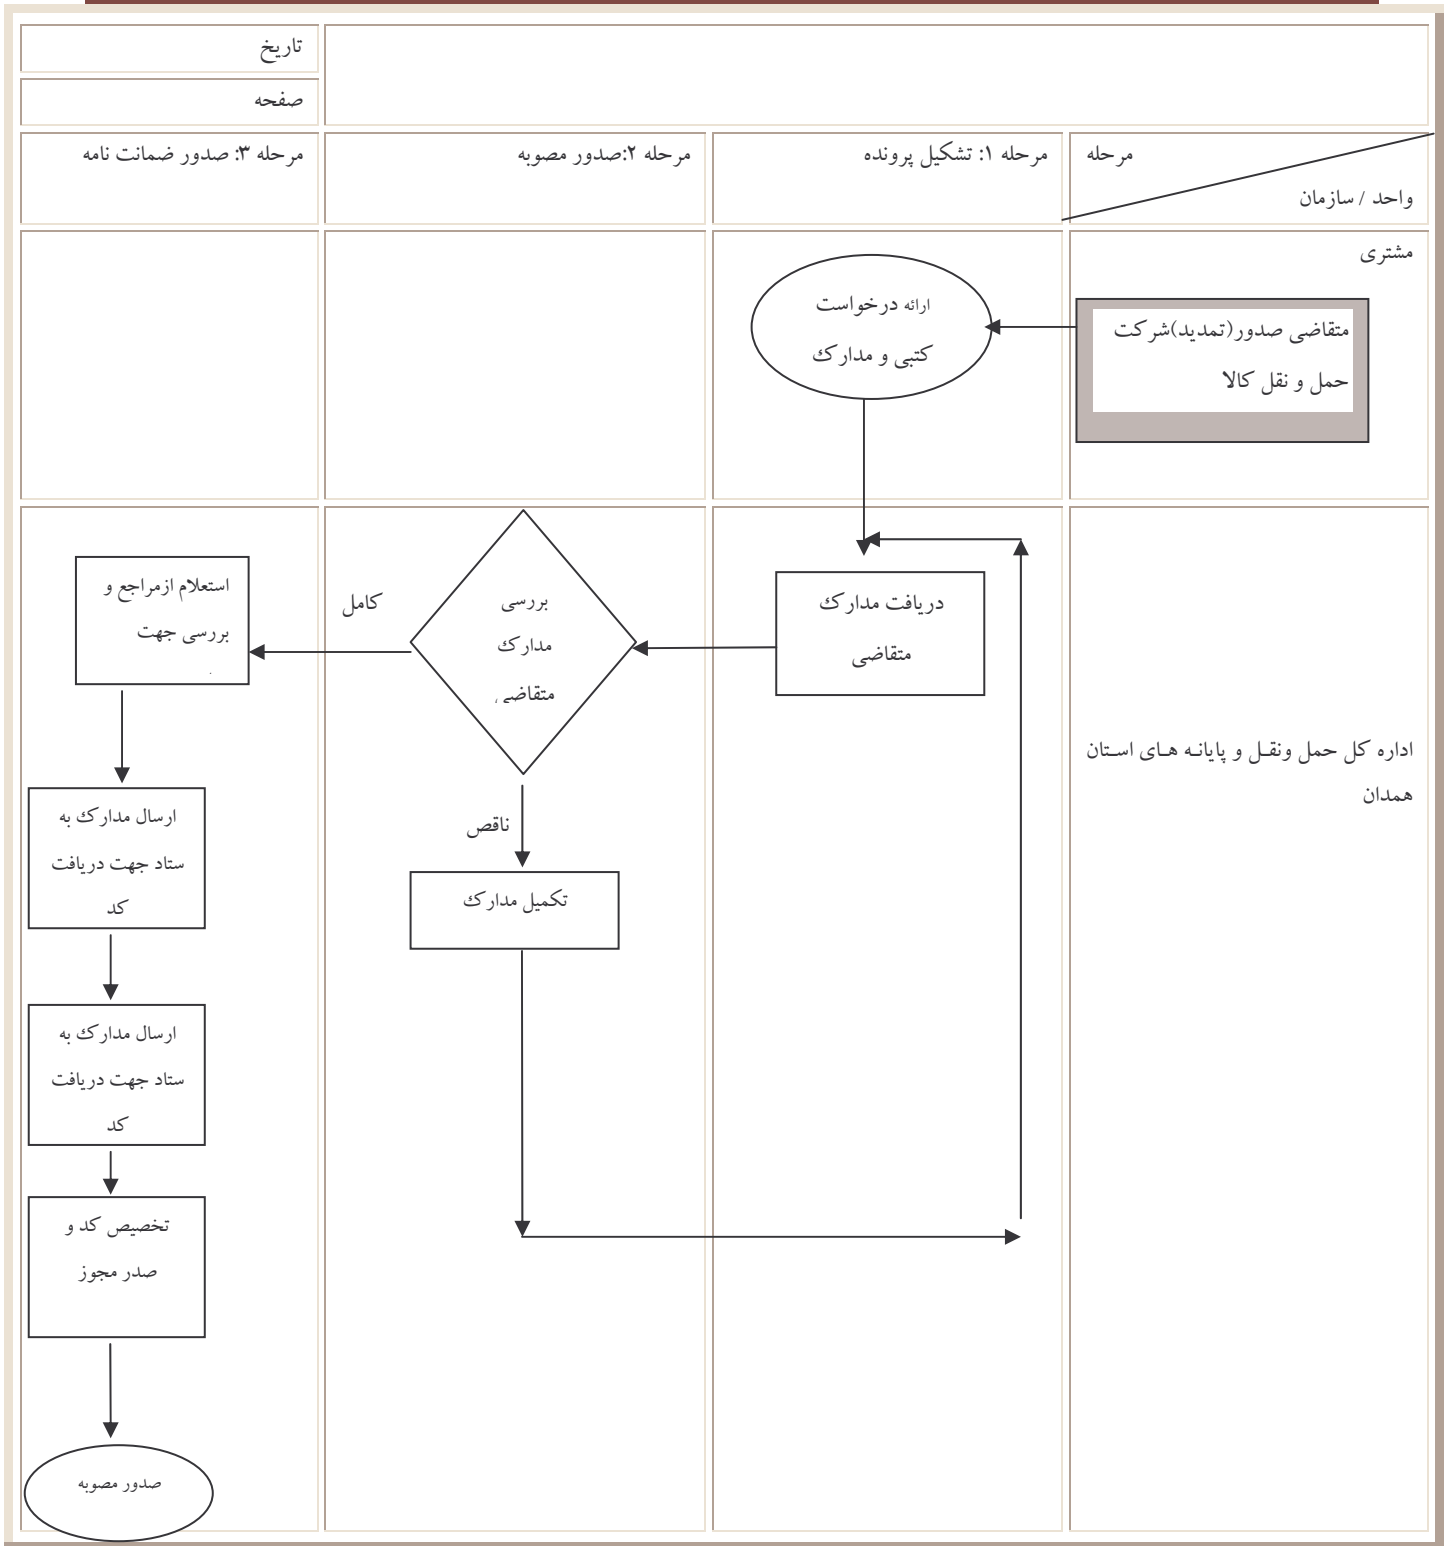 تاریخ
صفحه
مرحله
واحد / سازمان
مرحله ۱: تشکیل پرونده
مرحله ۲:صدور مصوبه
مرحله ۳: صدور ضمانت نامه
مشتری
متقاضی صدور(تمدید)شرکت
حمل و نقل کالا
ارائه درخواست
کتبی و مدارک
اداره کل حمل ونقل و پایانه های استان
همدان
دریافت مدارک
متقاضی
بررسی
مدارک
متقاضی
کامل
ناقص
تکمیل مدارک
استعلام ازمراجع و
بررسی جهت
ارسال مدارک به
ستاد جهت دریافت
کد
ارسال مدارک به
ستاد جهت دریافت
کد
تخصیص کد و
صدر مجوز
صدور مصوبه